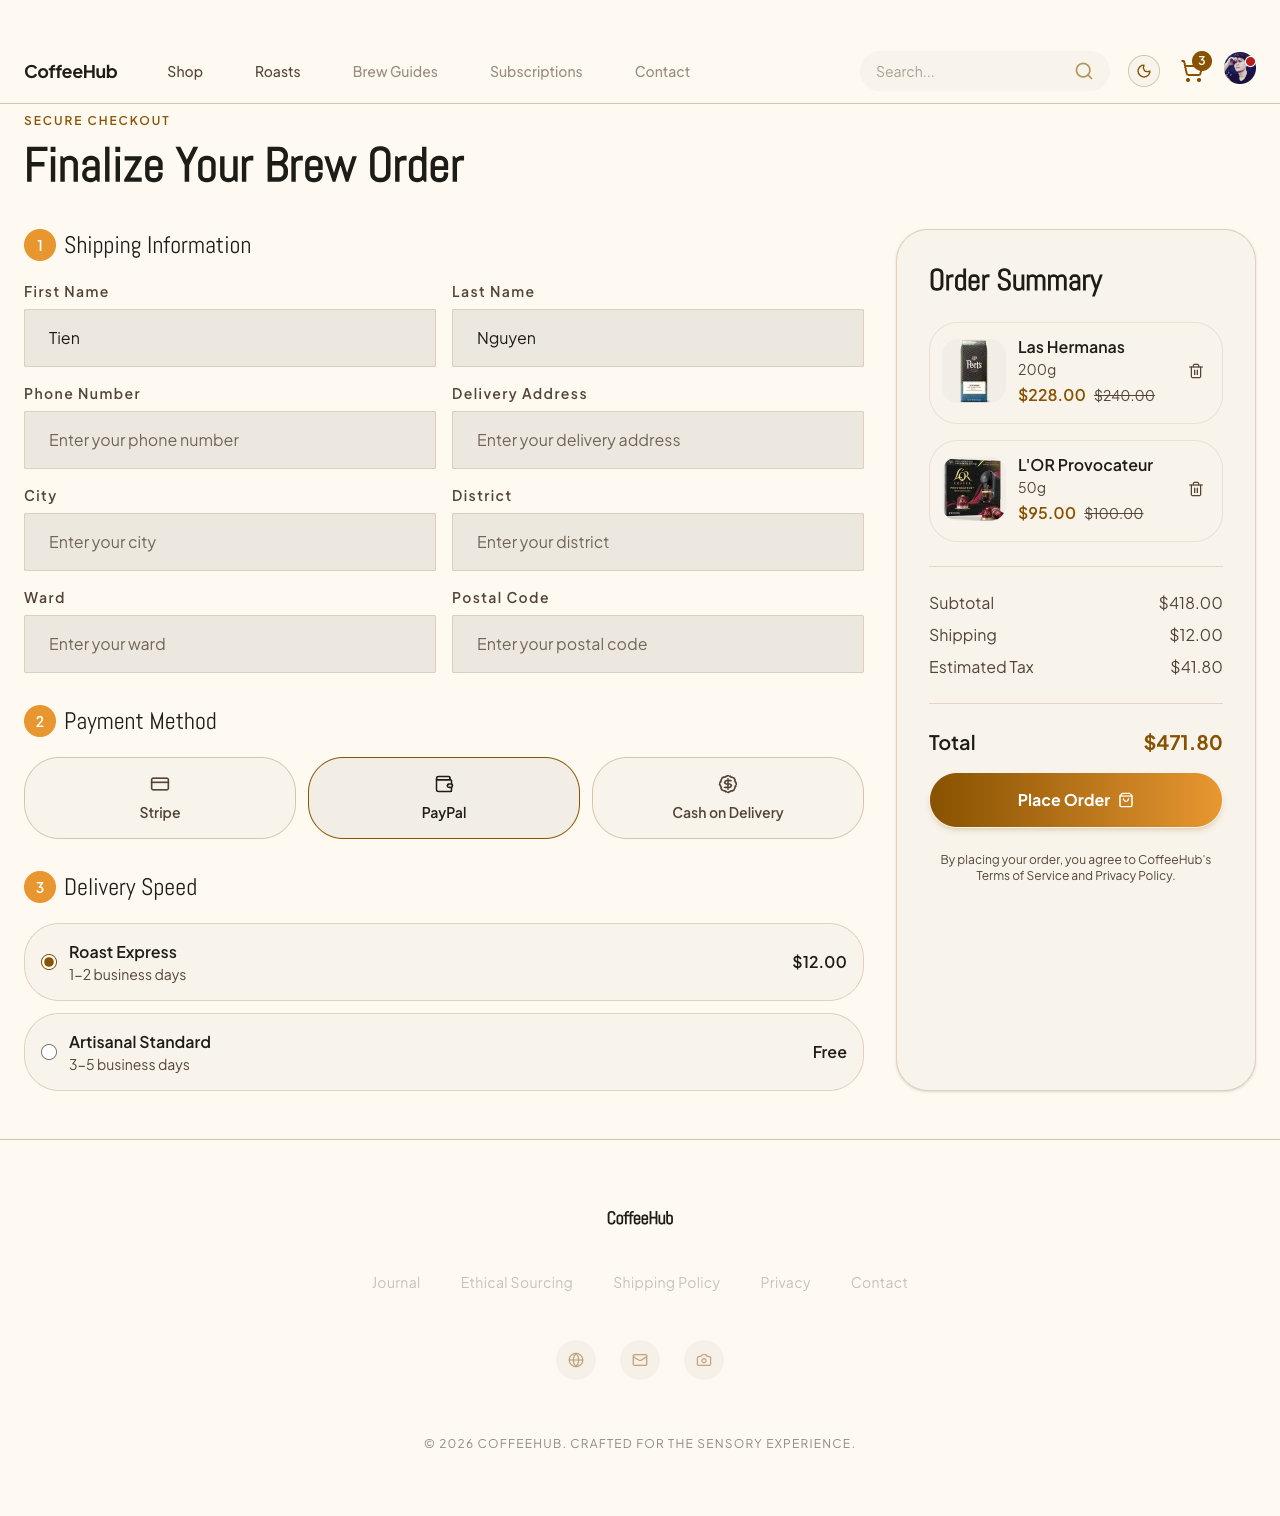 CoffeeHub
Shop
Roasts
Brew Guides
Subscriptions
Contact
Search...
3
SECURE CHECKOUT
Finalize Your Brew Order
1 Shipping Information
First Name
Last Name
Tien
Nguyen
Phone Number
Delivery Address
Enter your phone number
Enter your delivery address
City
District
Enter your city
Enter your district
Ward
Postal Code
Enter your ward
Enter your postal code
2 Payment Method
Stripe
PayPal
Cash on Delivery
3 Delivery Speed
Roast Express
1–2 business days
$12.00
Artisanal Standard
3–5 business days
Free
Order Summary
Peet's
Las Hermanas
200g
$228.00 $240.00
L'OR
L'OR Provocateur
50g
$95.00 $100.00
Subtotal $418.00
Shipping $12.00
Estimated Tax $41.80
Total $471.80
Place Order
By placing your order, you agree to CoffeeHub's
Terms of Service and Privacy Policy.
CoffeeHub
Journal
Ethical Sourcing
Shipping Policy
Privacy
Contact
© 2026 COFFEEHUB. CRAFTED FOR THE SENSORY EXPERIENCE.